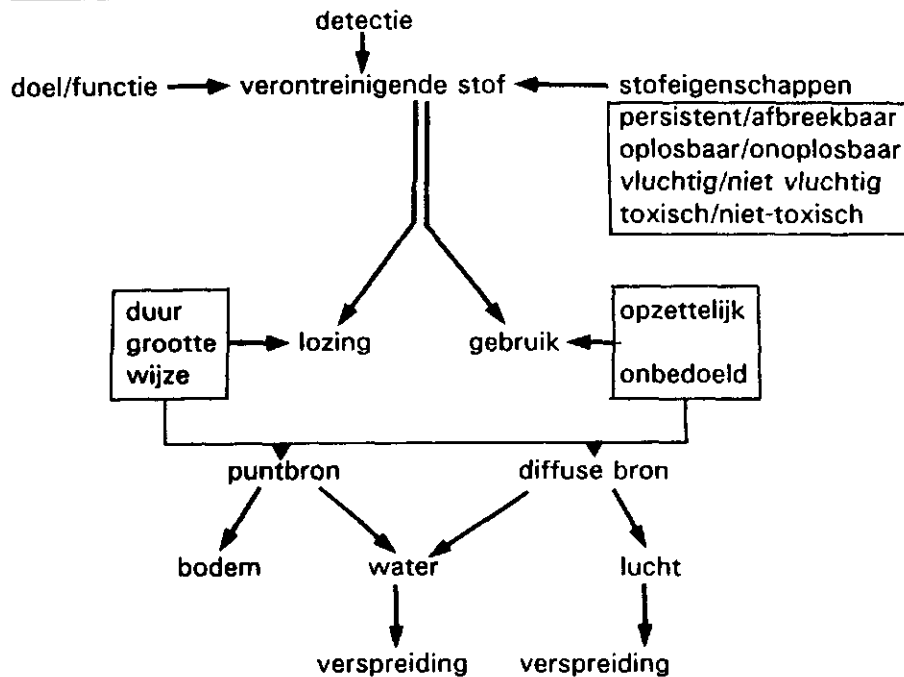 detectie
doel/functie
verontreinigende stof
stofeigenschappen
persistent/afbreekbaar
oplosbaar/onoplosbaar
vluchtig/niet vluchtig
toxisch/niet-toxisch
duur
grootte
wijze
lozing
gebruik
opzettelijk
onbedoeld
puntbron
diffuse bron
bodem
water
lucht
verspreiding
verspreiding